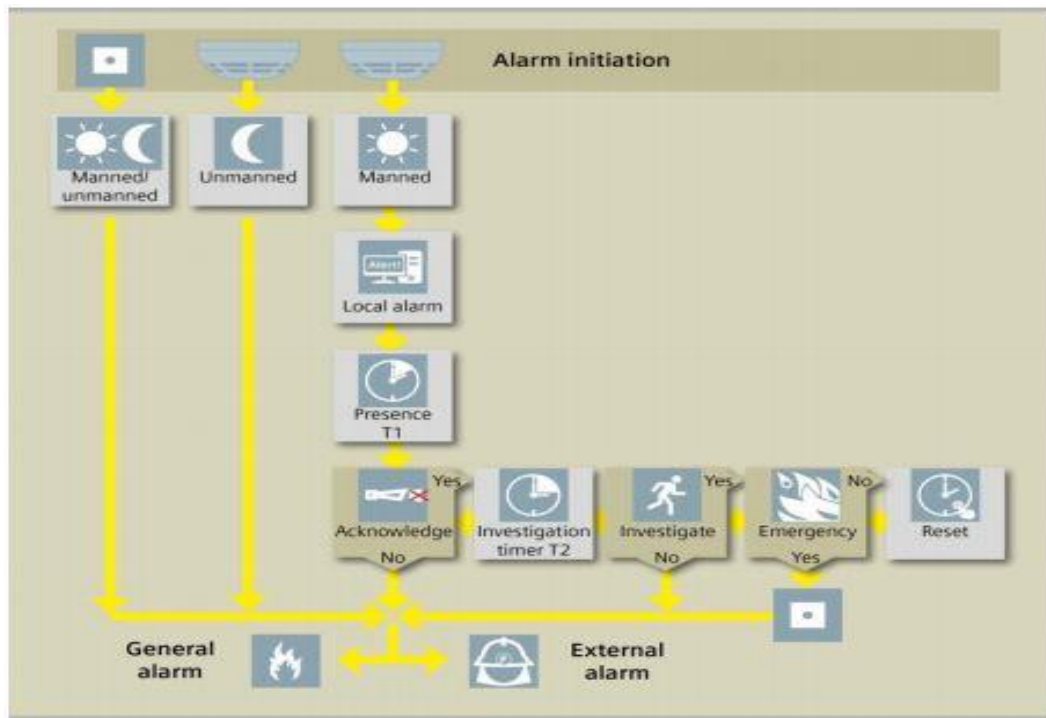 Alarm initiation
Manned/
unmanned
Unmanned
Manned
Alert!
Local alarm
Presence
T1
Acknowledge
Yes
No
Investigation
timer T2
Investigate
Yes
No
Emergency
No
Yes
Reset
General
alarm
External
alarm